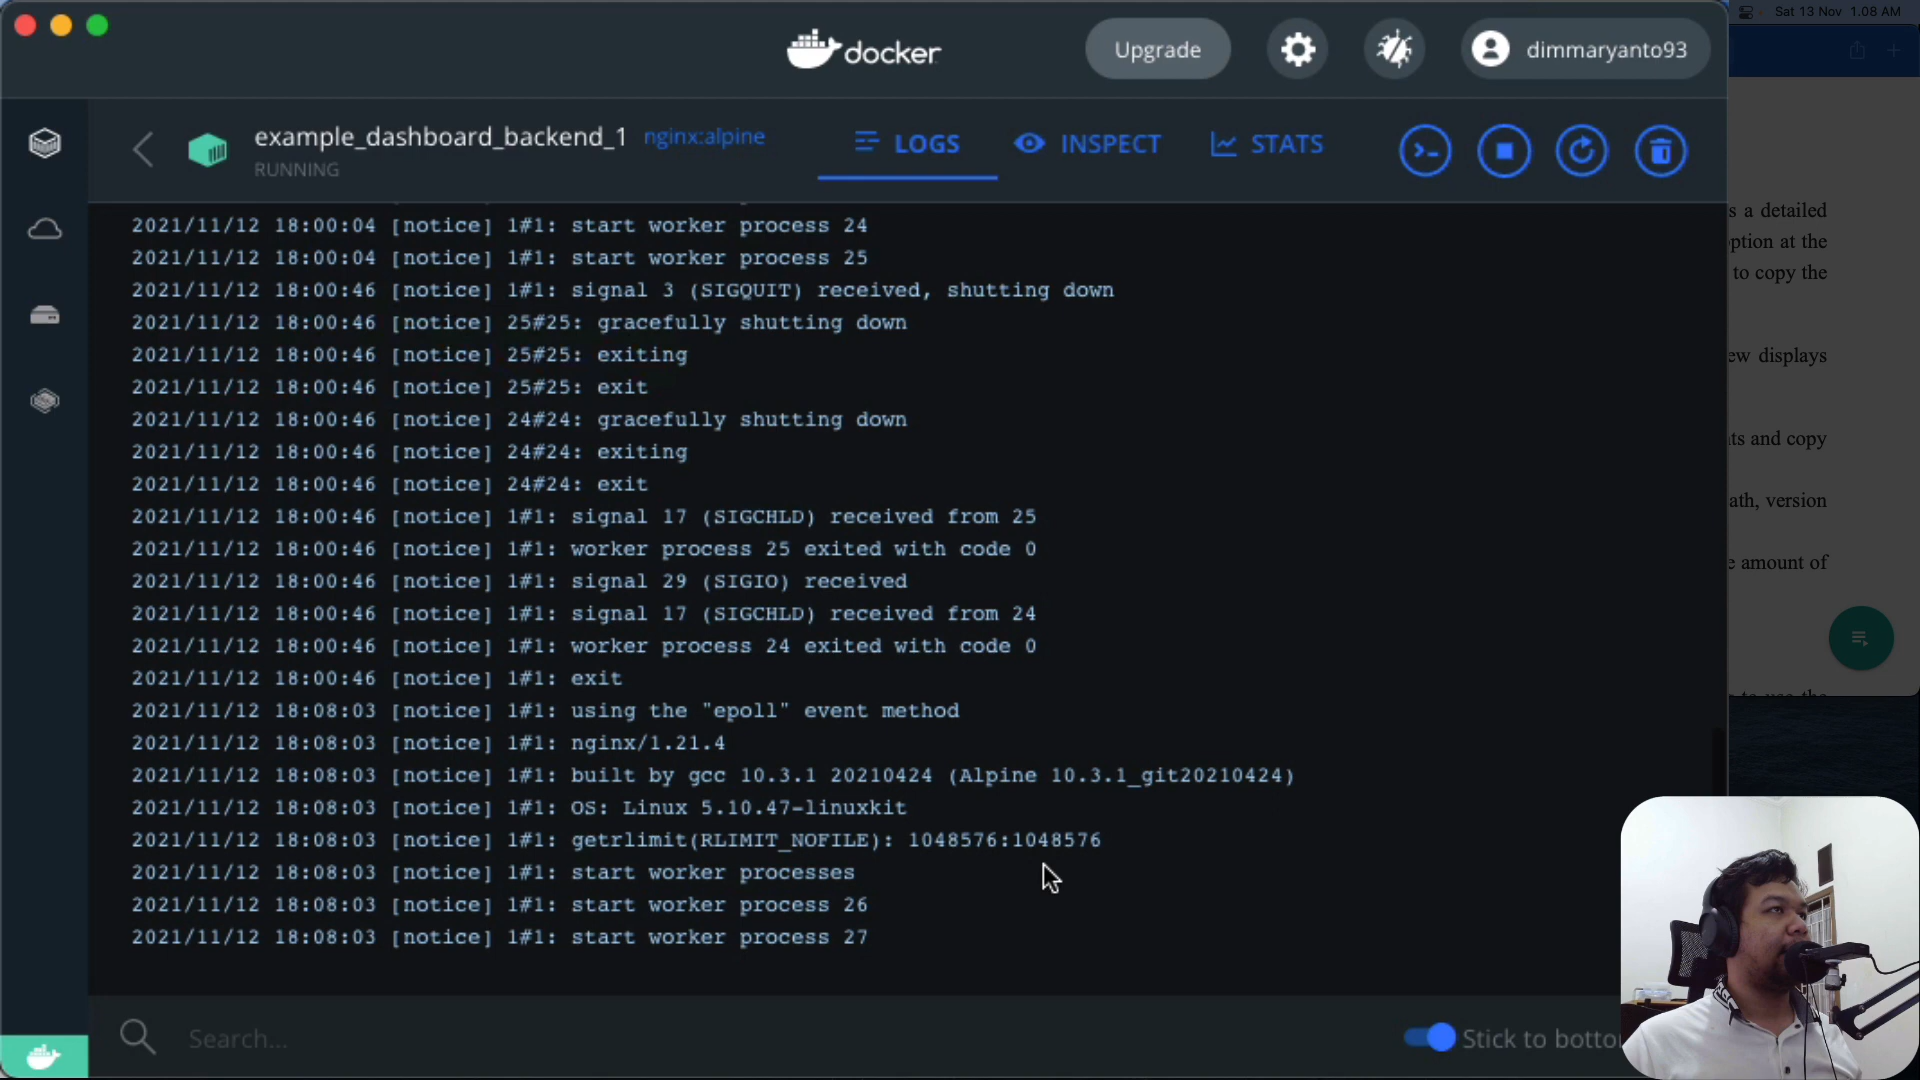 Sat 13 Nov 1.08 AM
docker
Upgrade
dimmaryanto93
example_dashboard_backend_1 nginx:alpine
RUNNING
LOGS
INSPECT
STATS
2021/11/12 18:00:04 [notice] 1#1: start worker process 24
2021/11/12 18:00:04 [notice] 1#1: start worker process 25
2021/11/12 18:00:46 [notice] 1#1: signal 3 (SIGQUIT) received, shutting down
2021/11/12 18:00:46 [notice] 25#25: gracefully shutting down
2021/11/12 18:00:46 [notice] 25#25: exiting
2021/11/12 18:00:46 [notice] 25#25: exit
2021/11/12 18:00:46 [notice] 24#24: gracefully shutting down
2021/11/12 18:00:46 [notice] 24#24: exiting
2021/11/12 18:00:46 [notice] 24#24: exit
2021/11/12 18:00:46 [notice] 1#1: signal 17 (SIGCHLD) received from 25
2021/11/12 18:00:46 [notice] 1#1: worker process 25 exited with code 0
2021/11/12 18:00:46 [notice] 1#1: signal 29 (SIGIO) received
2021/11/12 18:00:46 [notice] 1#1: signal 17 (SIGCHLD) received from 24
2021/11/12 18:00:46 [notice] 1#1: worker process 24 exited with code 0
2021/11/12 18:00:46 [notice] 1#1: exit
2021/11/12 18:08:03 [notice] 1#1: using the "epoll" event method
2021/11/12 18:08:03 [notice] 1#1: nginx/1.21.4
2021/11/12 18:08:03 [notice] 1#1: built by gcc 10.3.1 20210424 (Alpine 10.3.1_git20210424)
2021/11/12 18:08:03 [notice] 1#1: OS: Linux 5.10.47-linuxkit
2021/11/12 18:08:03 [notice] 1#1: getrlimit(RLIMIT_NOFILE): 1048576:1048576
2021/11/12 18:08:03 [notice] 1#1: start worker processes
2021/11/12 18:08:03 [notice] 1#1: start worker process 26
2021/11/12 18:08:03 [notice] 1#1: start worker process 27
Search...
Stick to botto
s a detailed
ption at the
to copy the
ew displays
ts and copy
ath, version
e amount of